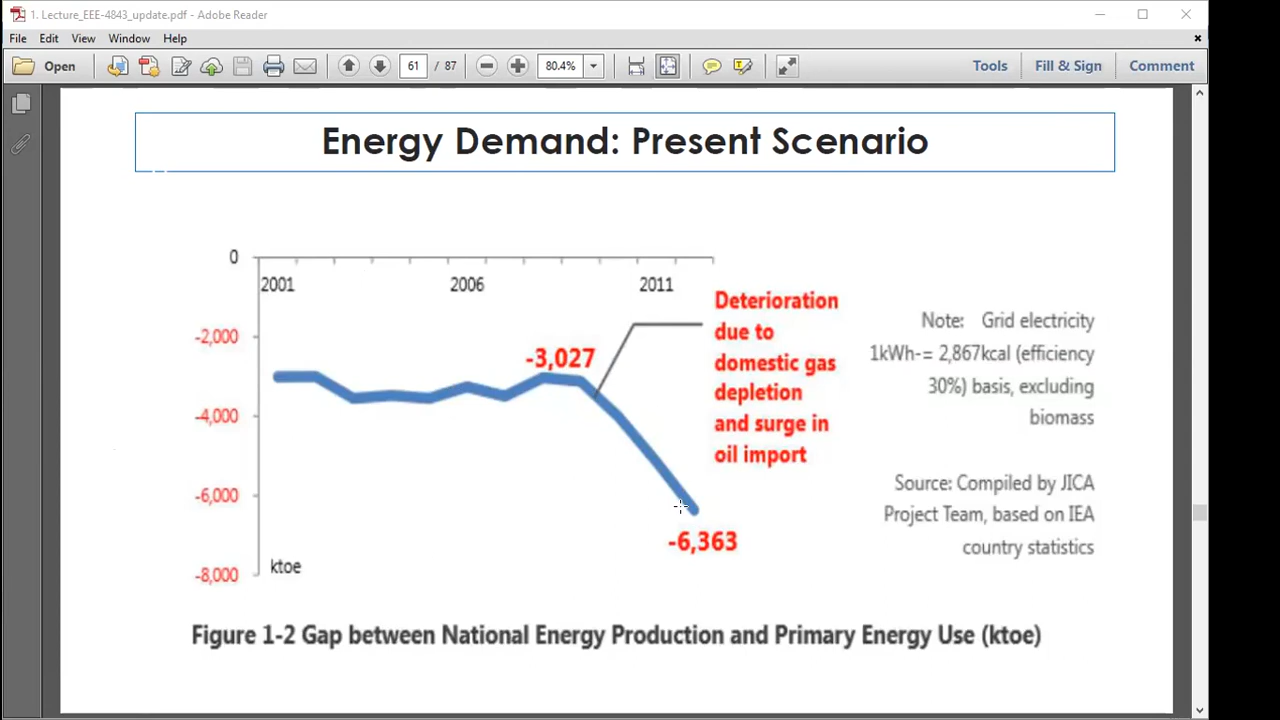 1. Lecture_EEE-4843_update.pdf - Adobe Reader
File Edit View Window Help
Open 61 / 87 80.4% Tools Fill & Sign Comment
Energy Demand: Present Scenario
0
2001 2006 2011
-2,000
-4,000
-6,000
-8,000
ktoe
-3,027
-6,363
Deterioration
due to
domestic gas
depletion
and surge in
oil import
Note: Grid electricity
1kWh-= 2,867kcal (efficiency
30%) basis, excluding
biomass
Source: Compiled by JICA
Project Team, based on IEA
country statistics
Figure 1-2 Gap between National Energy Production and Primary Energy Use (ktoe)